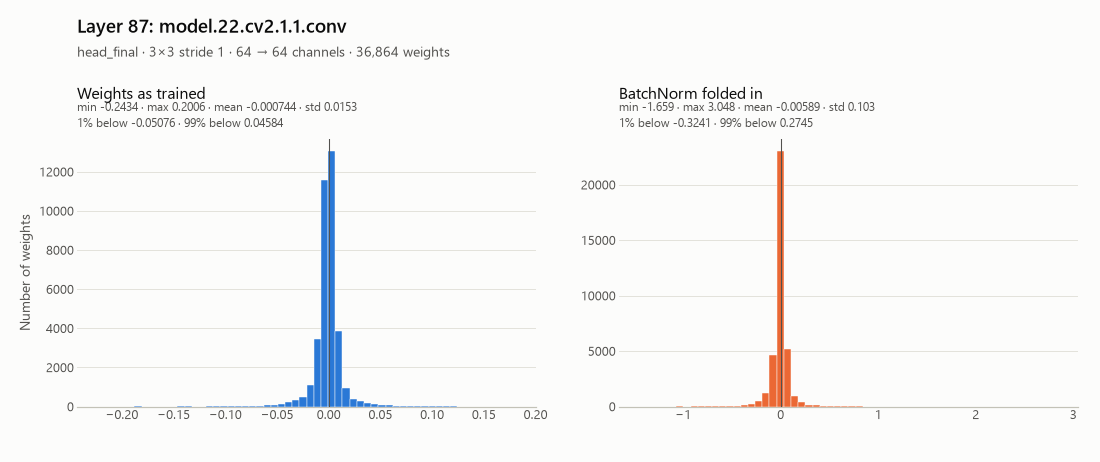 Layer 87: model.22.cv2.1.1.conv
head_final · 3×3 stride 1 · 64 → 64 channels · 36,864 weights
Weights as trained
min -0.2434 · max 0.2006 · mean -0.000744 · std 0.0153
1% below -0.05076 · 99% below 0.04584
Number of weights
12000
10000
8000
6000
4000
2000
0
−0.20 −0.15 −0.10 −0.05 0.00 0.05 0.10 0.15 0.20
BatchNorm folded in
min -1.659 · max 3.048 · mean -0.00589 · std 0.103
1% below -0.3241 · 99% below 0.2745
20000
15000
10000
5000
0
−1 0 1 2 3